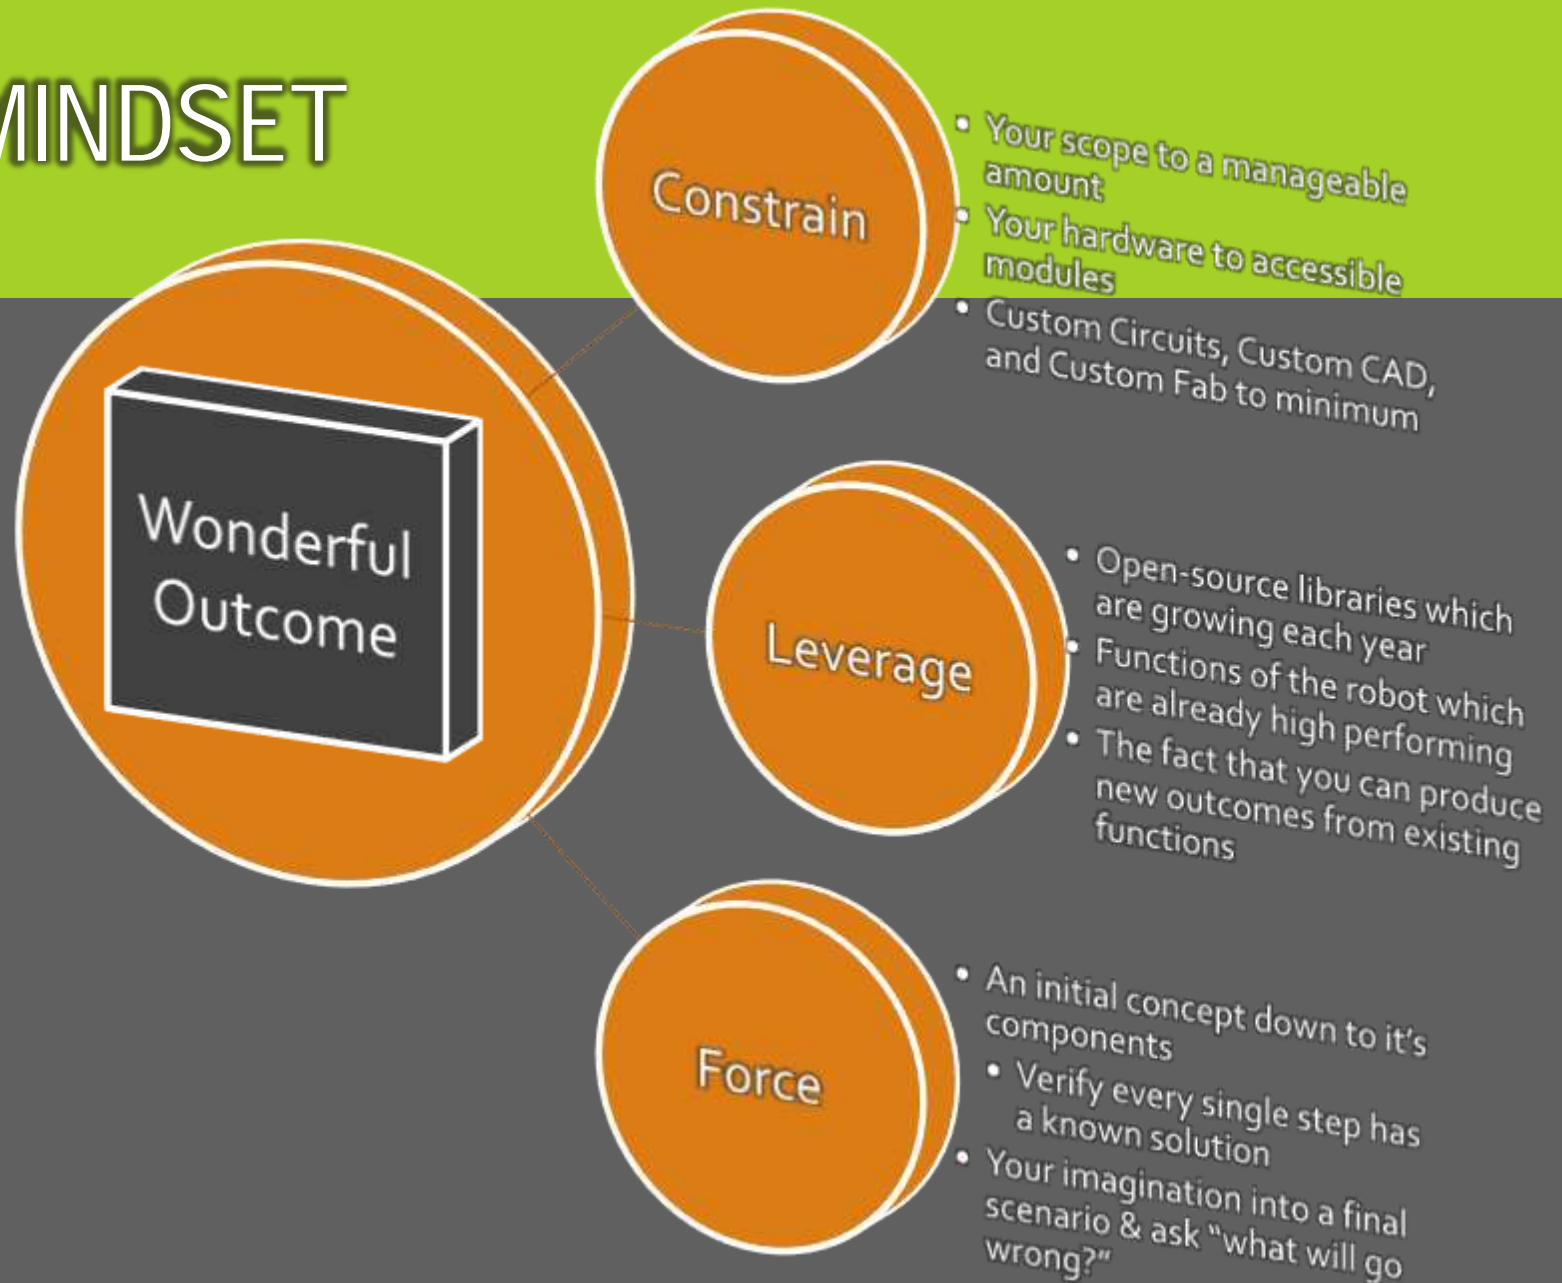 MINDSET
Constrain
• Your scope to a manageable
amount
• Your hardware to accessible
modules
• Custom Circuits, Custom CAD,
and Custom Fab to minimum
Wonderful
Outcome
Leverage
• Open-source libraries which
are growing each year
• Functions of the robot which
are already high performing
• The fact that you can produce
new outcomes from existing
functions
Force
• An initial concept down to it's
components
• Verify every single step has
a known solution
• Your imagination into a final
scenario & ask “what will go
wrong?”